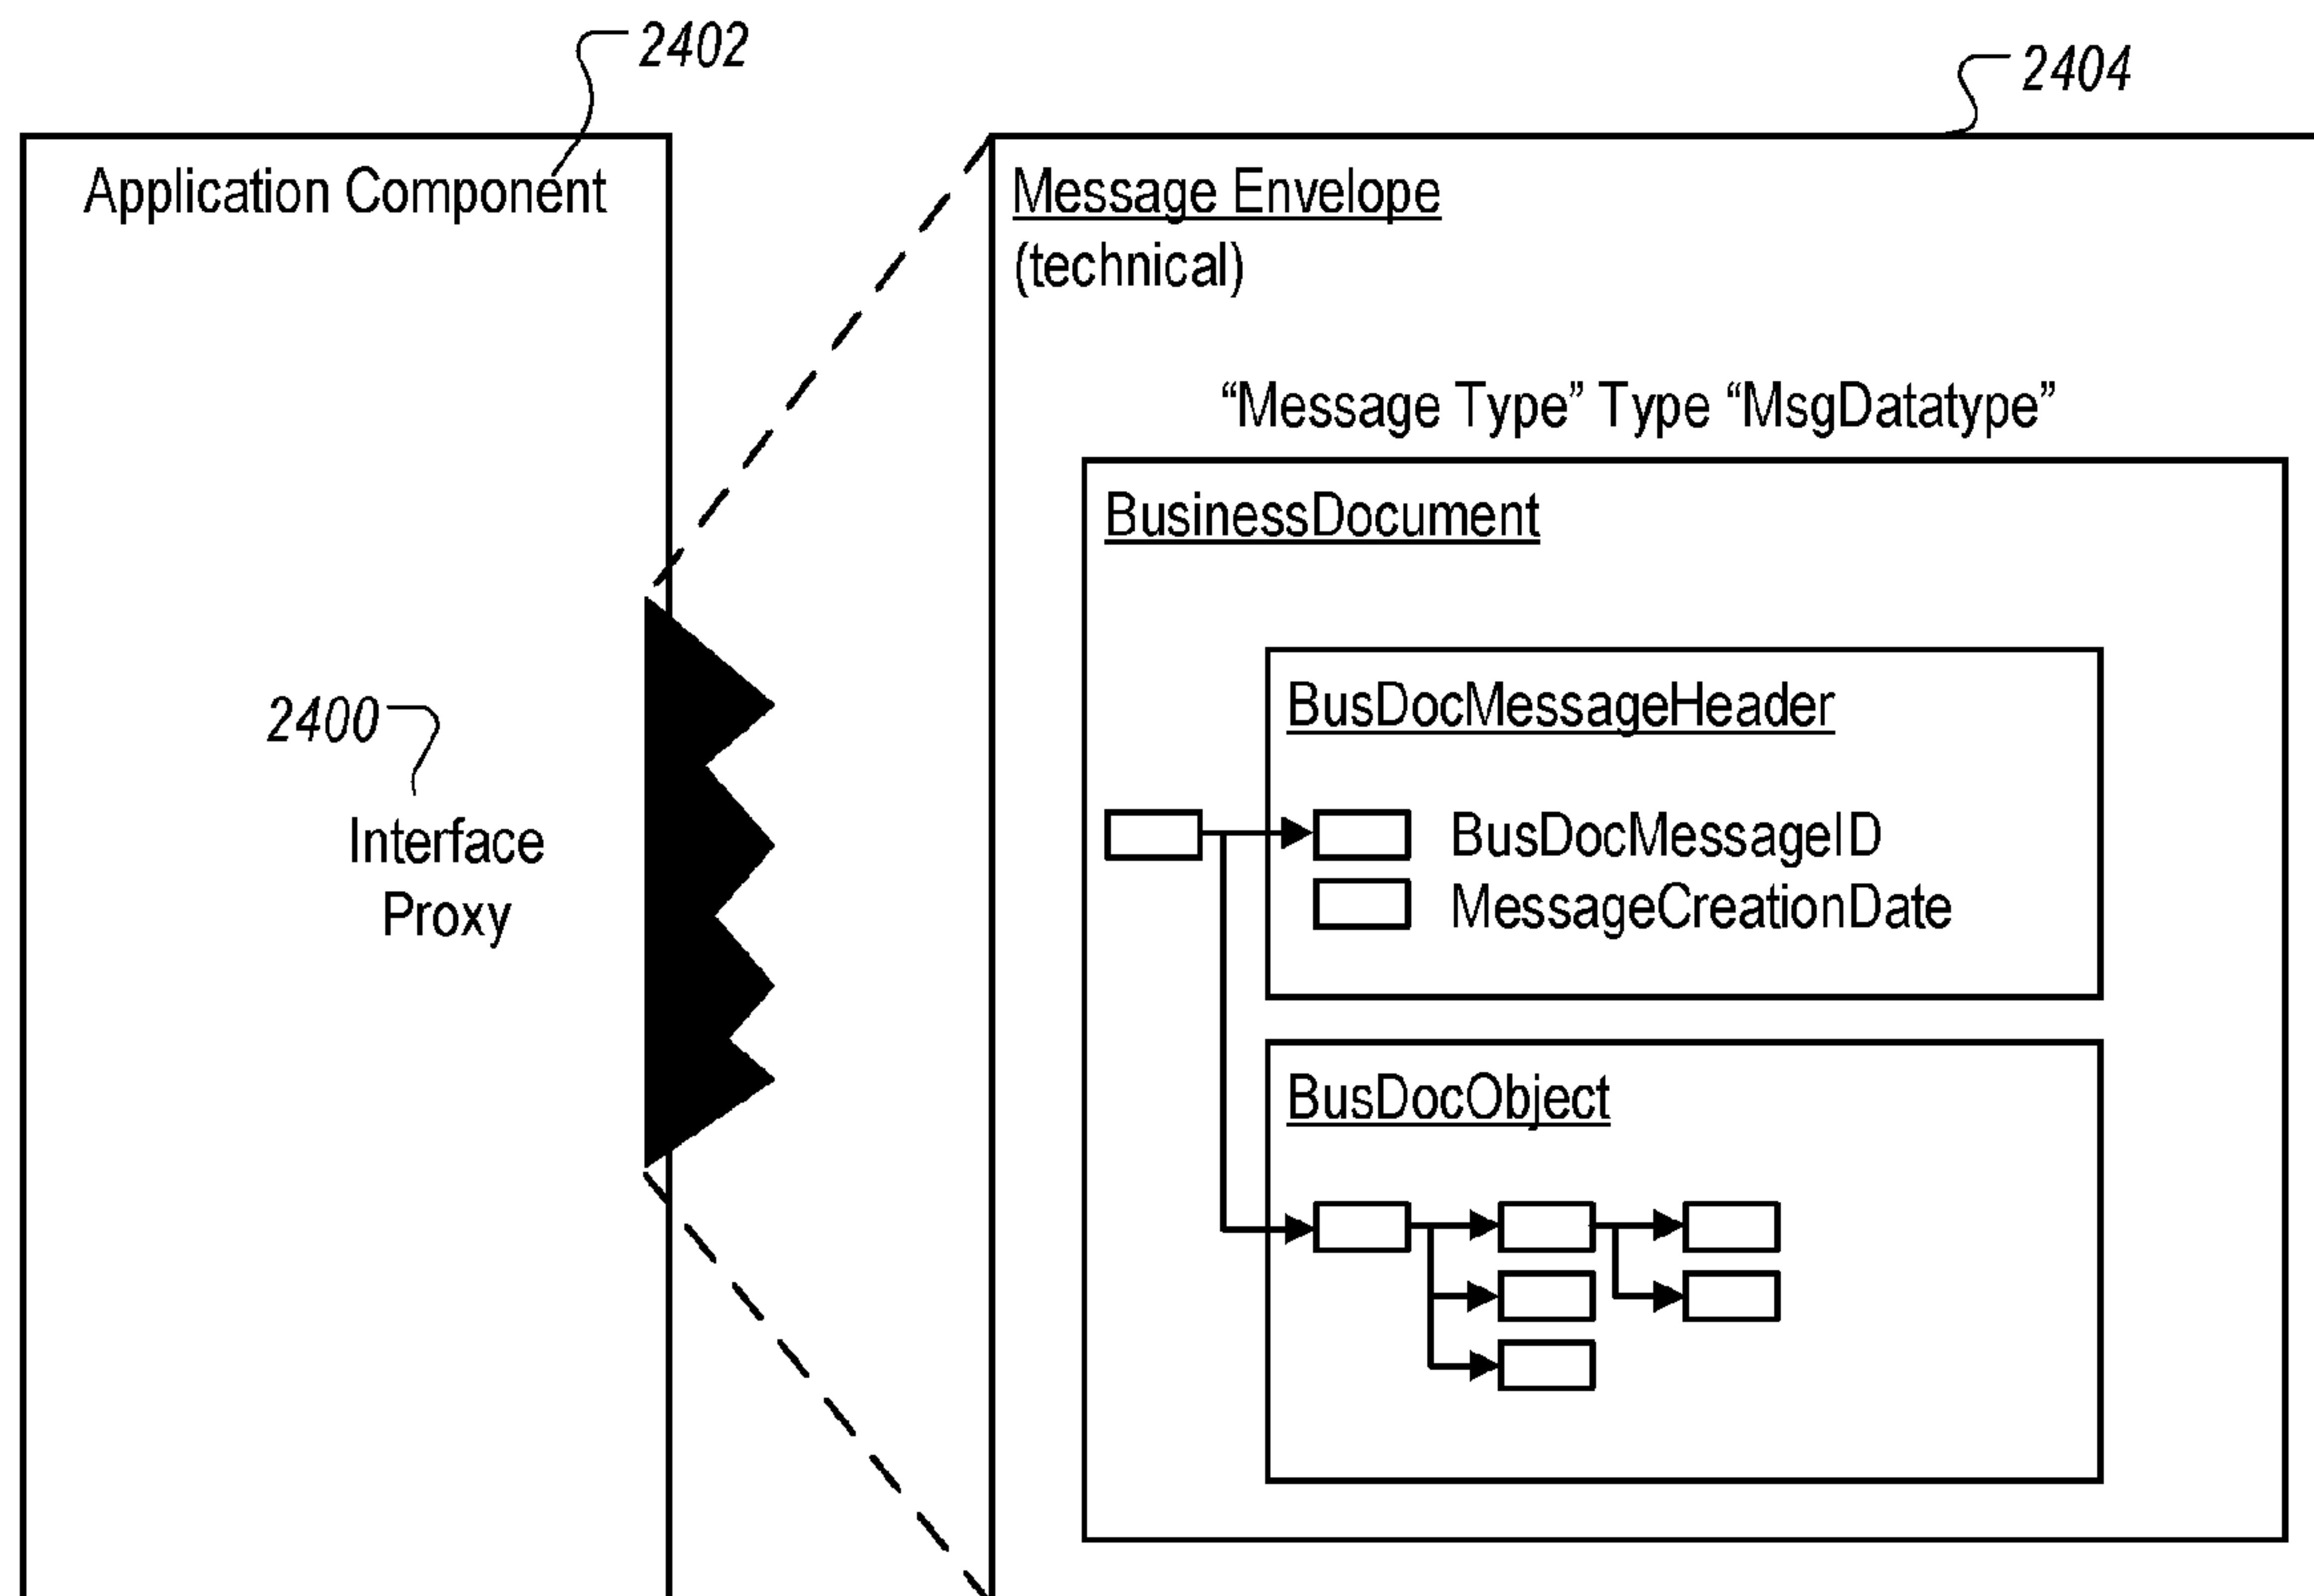 2402
2404
Application Component
Message Envelope
(technical)
“Message Type” Type “MsgDatatype”
BusinessDocument
BusDocMessageHeader
2400
Interface
Proxy
BusDocMessageID
MessageCreationDate
BusDocObject